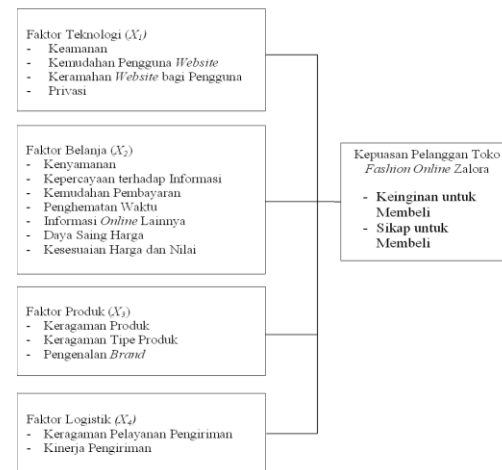 Faktor Teknologi (X1)
- Keamanan
- Kemudahan Pengguna Website
- Keramahan Website bagi Pengguna
- Privasi
Faktor Belanja (X2)
- Kenyamanan
- Kepercayaan terhadap Informasi
- Kemudahan Pembayaran
- Penghematan Waktu
- Informasi Online Lainnya
- Daya Saing Harga
- Kesesuaian Harga dan Nilai
Faktor Produk (X3)
- Keragaman Produk
- Keragaman Tipe Produk
- Pengenalan Brand
Faktor Logistik (X4)
- Keragaman Pelayanan Pengiriman
- Kinerja Pengiriman
Kepuasan Pelanggan Toko
Fashion Online Zalora
- Keinginan untuk
Membeli
- Sikap untuk
Membeli